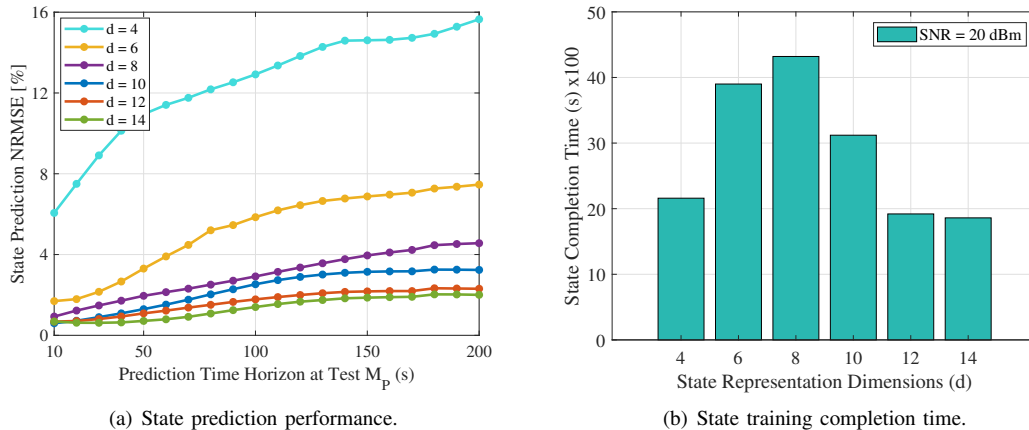 16
12
8
4
0
State Prediction NRMSE [%]
d = 4
d = 6
d = 8
d = 10
d = 12
d = 14
10 50 100 150 200
Prediction Time Horizon at Test M_P (s)
(a) State prediction performance.
50
40
30
20
10
0
State Completion Time (s) x100
SNR = 20 dBm
4 6 8 10 12 14
State Representation Dimensions (d)
(b) State training completion time.